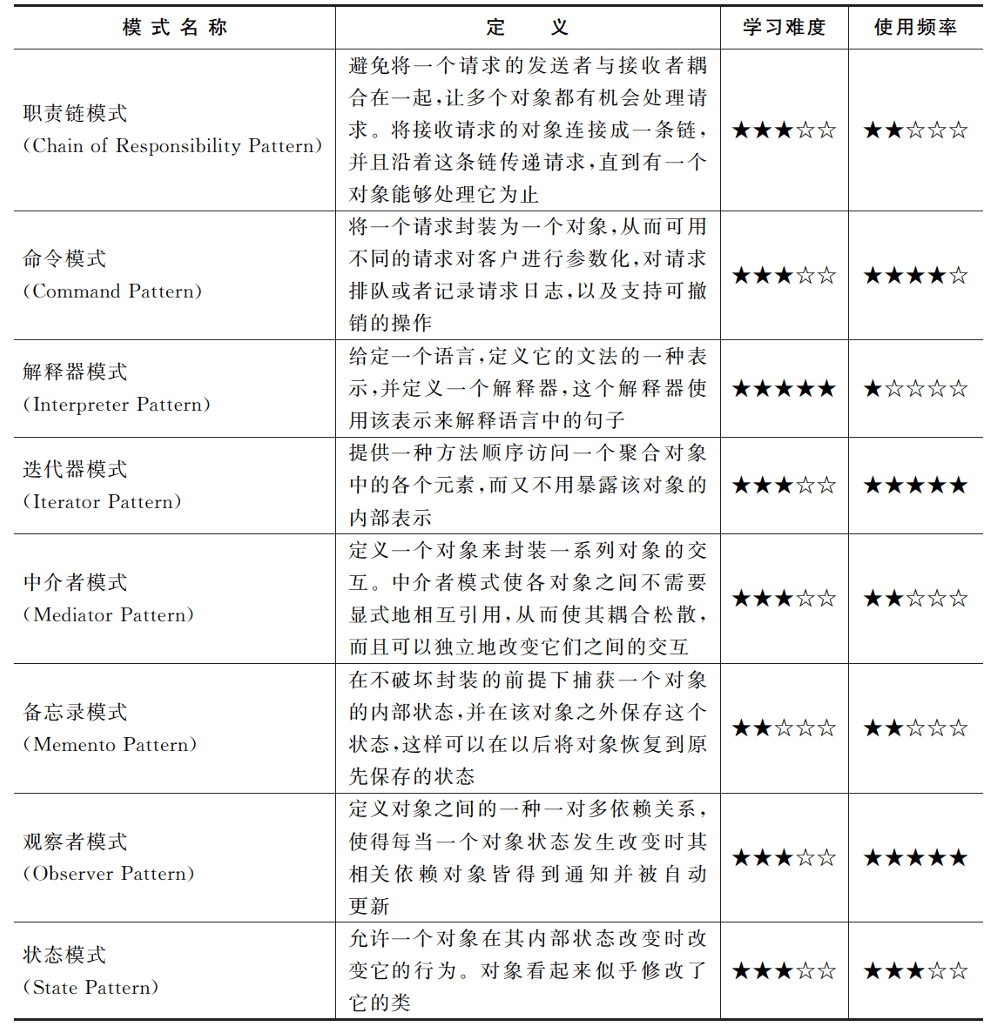 模式名称 定义 学习难度 使用频率
职责链模式
(Chain of Responsibility Pattern)
避免将一个请求的发送者与接收者耦
合在一起,让多个对象都有机会处理请
求。将接收请求的对象连接成一条链,
并且沿着这条链传递请求,直到有一个
对象能够处理它为止
★★★☆☆ ★★☆☆☆
命令模式
(Command Pattern)
将一个请求封装为一个对象,从而可用
不同的请求对客户进行参数化,对请求
排队或者记录请求日志,以及支持可撤
销的操作
★★★☆☆ ★★★★☆
解释器模式
(Interpreter Pattern)
给定一个语言,定义它的文法的一种表
示,并定义一个解释器,这个解释器使
用该表示来解释语言中的句子
★★★★★ ★☆☆☆☆
迭代器模式
(Iterator Pattern)
提供一种方法顺序访问一个聚合对象
中的各个元素,而又不用暴露该对象的
内部表示
★★★☆☆ ★★★★★
中介者模式
(Mediator Pattern)
定义一个对象来封装一系列对象的交
互。中介者模式使各对象之间不需要
显式地相互引用,从而使其耦合松散,
而且可以独立地改变它们之间的交互
★★★☆☆ ★★☆☆☆
备忘录模式
(Memento Pattern)
在不破坏封装的前提下捕获一个对象
的内部状态,并在该对象之外保存这个
状态,这样可以在以后将对象恢复到原
先保存的状态
★★☆☆☆ ★★☆☆☆
观察者模式
(Observer Pattern)
定义对象之间的一种一对多依赖关系,
使得每当一个对象状态发生改变时其
相关依赖对象皆得到通知并被自动
更新
★★★☆☆ ★★★★★
状态模式
(State Pattern)
允许一个对象在其内部状态改变时改
变它的行为。对象看起来似乎修改了
它的类
★★★☆☆ ★★★☆☆